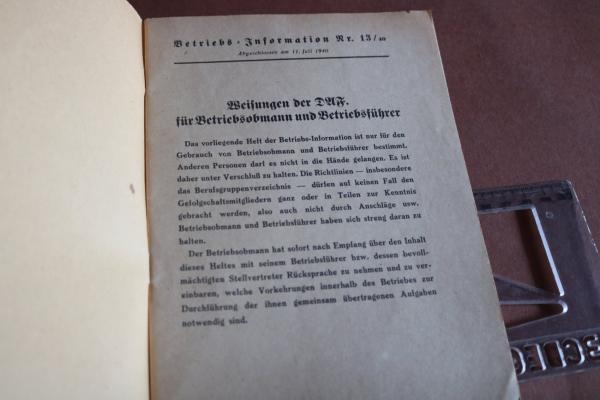 Betriebs-Information Nr. 13/40
Abgeschlossen am 11. Juli 1940
Weisungen der DAF.
für Betriebsobmann und Betriebsführer
Das vorliegende Heft der Betriebs-Information ist nur für den
Gebrauch von Betriebsobmann und Betriebsführer bestimmt.
Anderen Personen darf es nicht in die Hände gelangen. Es ist
daher unter Verschluß zu halten. Die Richtlinien — insbesondere
das Berufsgruppenverzeichnis — dürfen auf keinen Fall den
Gefolgschaftsmitgliedern ganz oder in Teilen zur Kenntnis
gebracht werden, also auch nicht durch Anschläge usw.
Betriebsobmann und Betriebsführer haben sich streng daran zu
halten.
Der Betriebsobmann hat sofort nach Empfang über den Inhalt
dieses Heftes mit seinem Betriebsführer bzw. dessen bevoll-
mächtigten Stellvertreter Rücksprache zu nehmen und zu ver-
einbaren, welche Vorkehrungen innerhalb des Betriebes zur
Durchführung der ihnen gemeinsam übertragenen Aufgaben
notwendig sind.